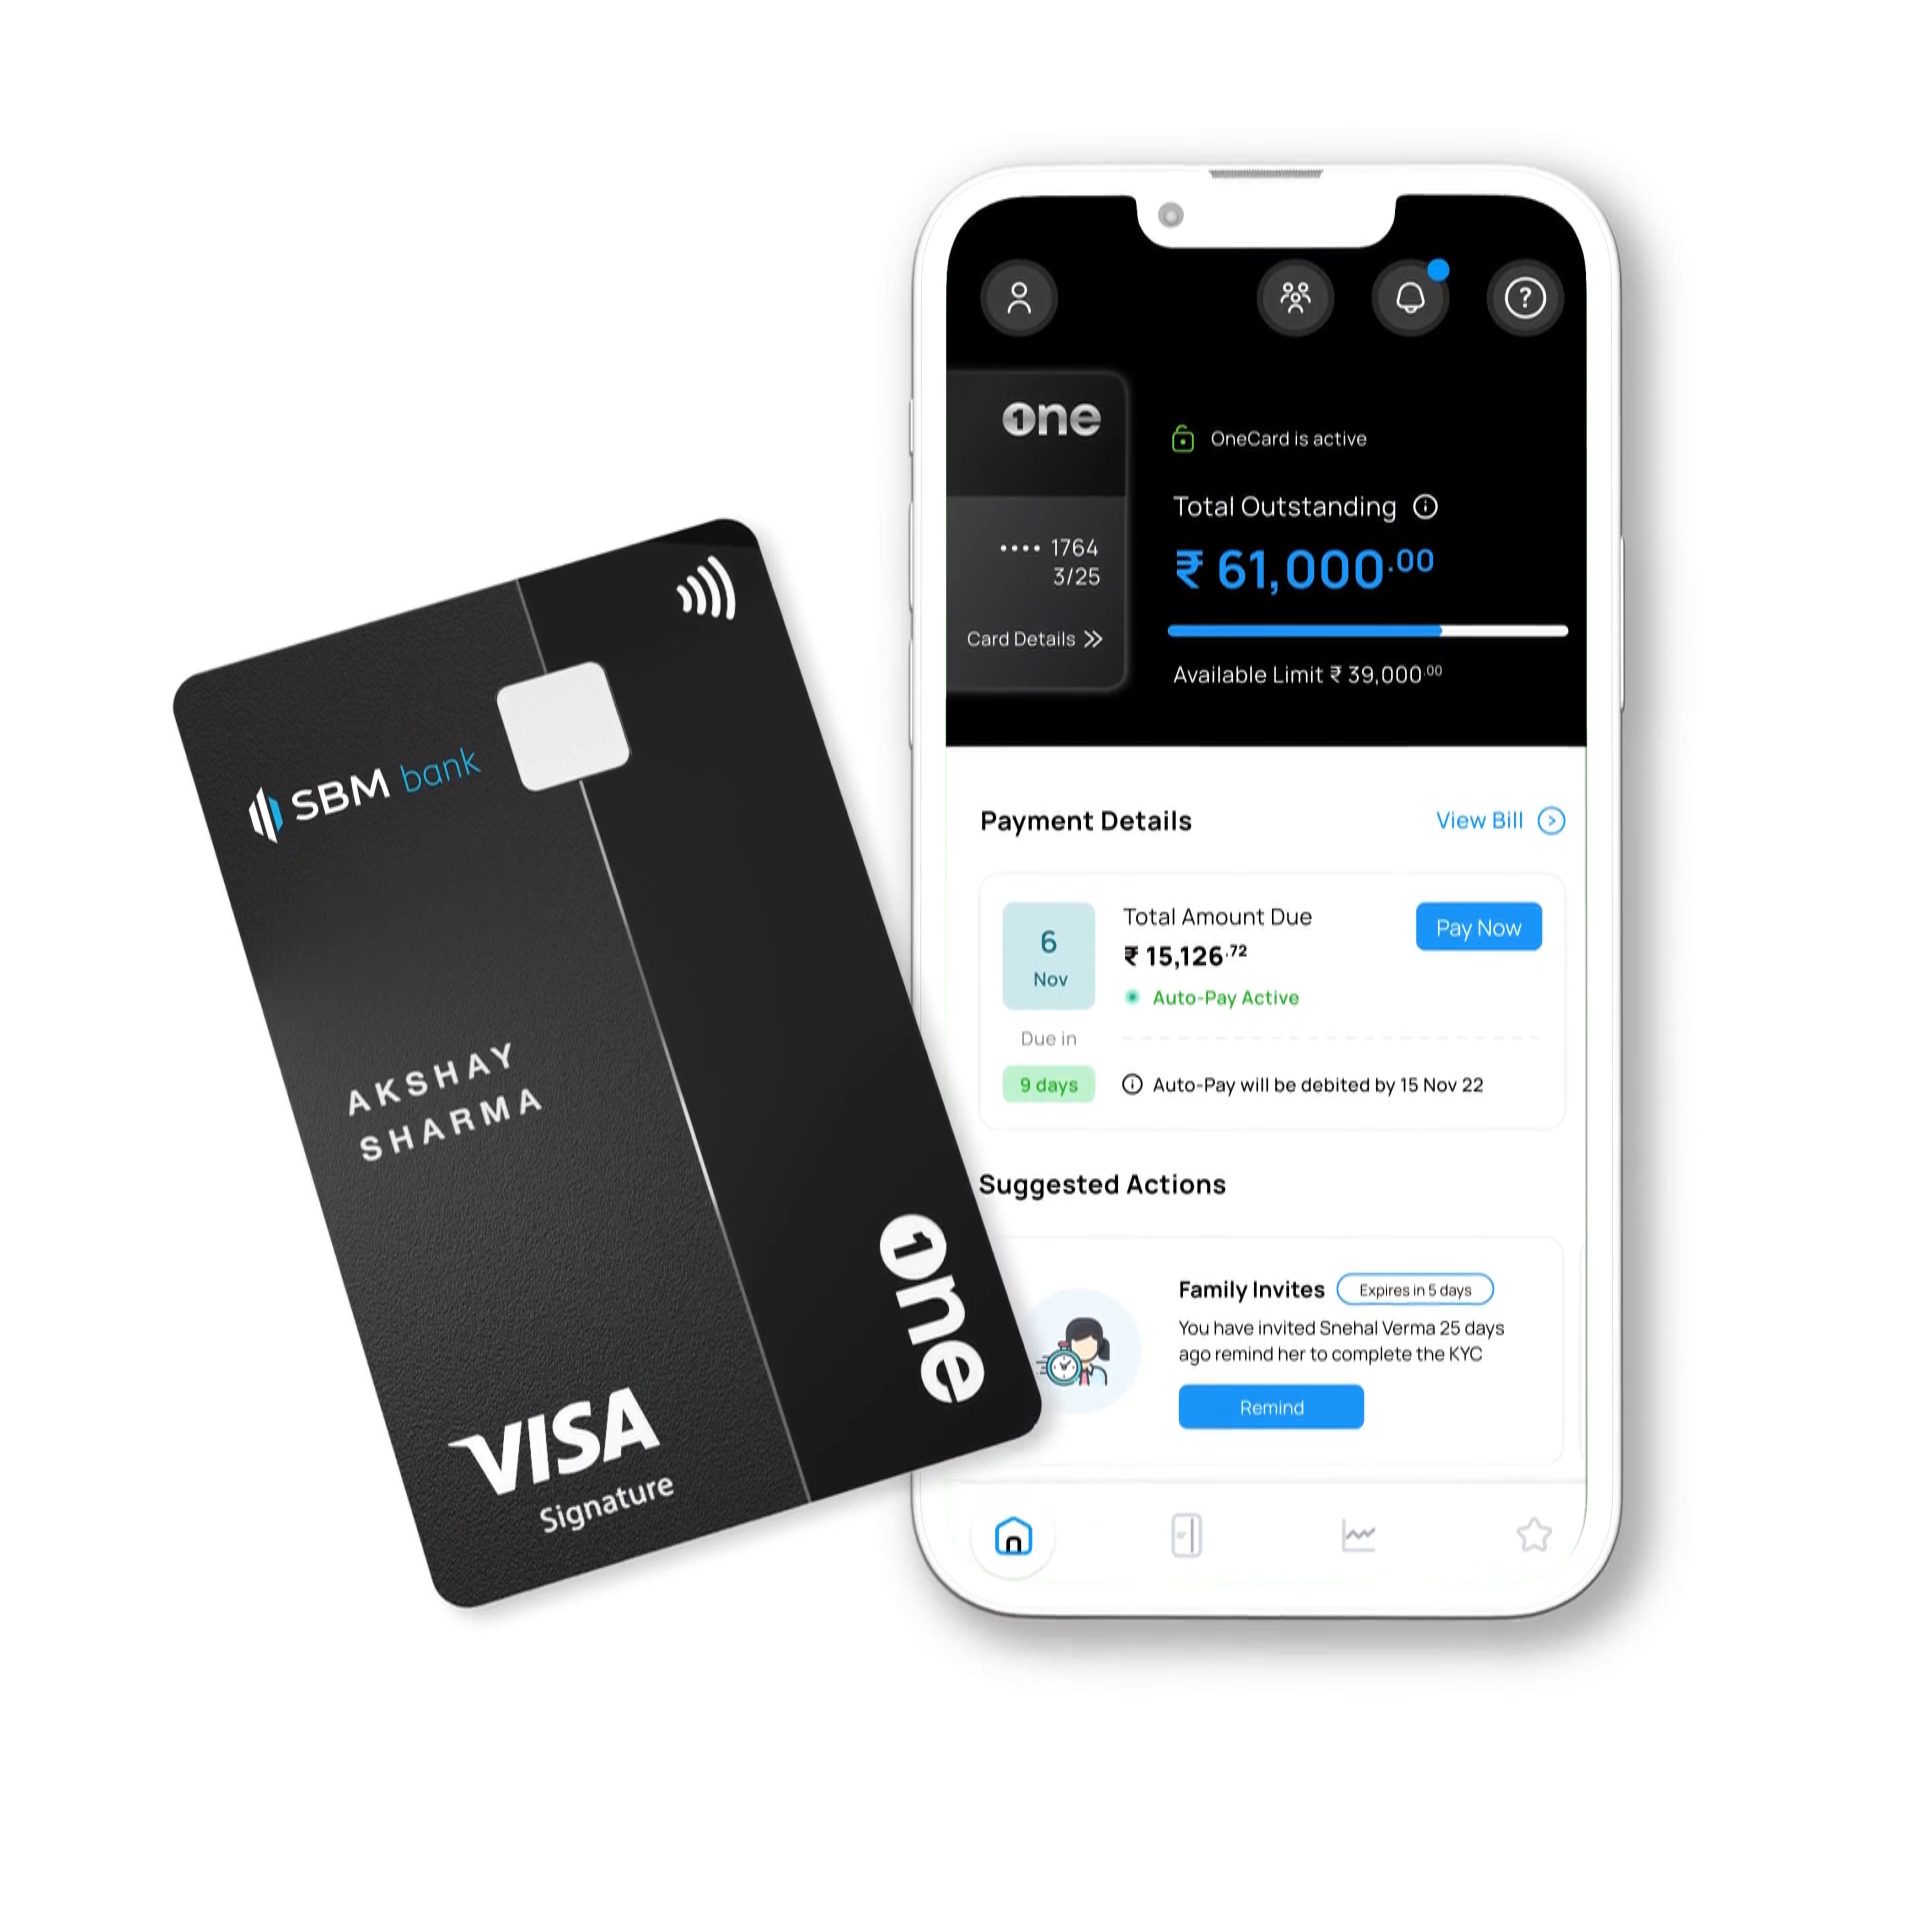 SBM bank
AKSHAY
SHARMA
VISA
Signature
one
?
one
•••• 1764
3/25
Card Details
OneCard is active
Total Outstanding
₹ 61,000.00
Available Limit ₹ 39,000.00
Payment Details
View Bill
6
Nov
Total Amount Due
₹ 15,126.72
Pay Now
Auto-Pay Active
Due in
9 days
Auto-Pay will be debited by 15 Nov 22
Suggested Actions
Family Invites
Expires in 5 days
You have invited Snehal Verma 25 days
ago remind her to complete the KYC
Remind